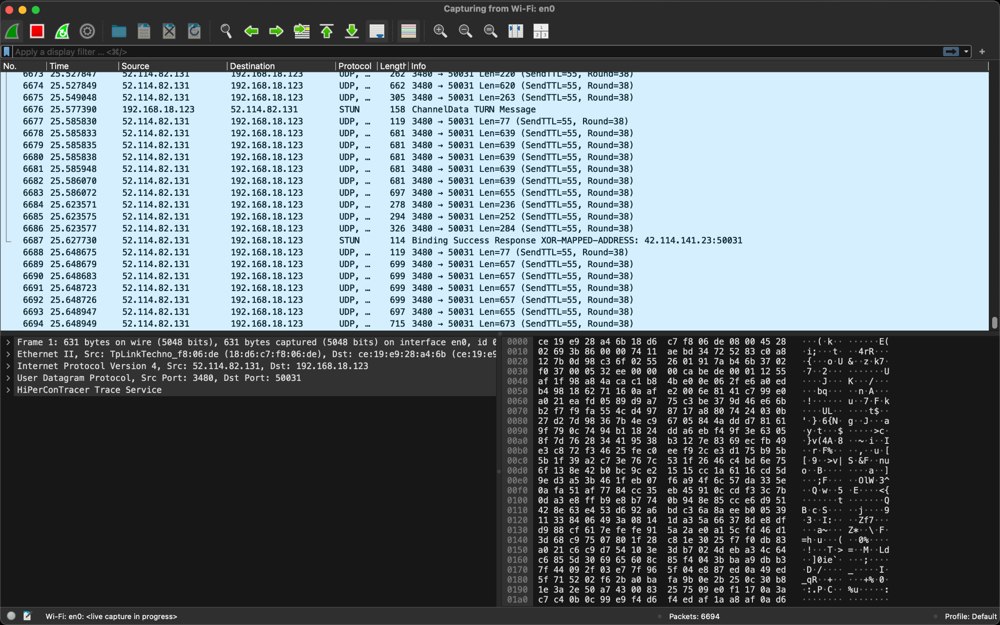 Capturing from Wi-Fi: en0
Apply a display filter ... <⌘/>
No. Time Source Destination Protocol Length Info
6673 25.527847 52.114.82.131 192.168.18.123 UDP, … 262 3480 → 50031 Len=220 (SendTTL=55, Round=38)
6674 25.527849 52.114.82.131 192.168.18.123 UDP, … 662 3480 → 50031 Len=620 (SendTTL=55, Round=38)
6675 25.549048 52.114.82.131 192.168.18.123 UDP, … 305 3480 → 50031 Len=263 (SendTTL=55, Round=38)
6676 25.577390 192.168.18.123 52.114.82.131 STUN 158 ChannelData TURN Message
6677 25.585830 52.114.82.131 192.168.18.123 UDP, … 119 3480 → 50031 Len=77 (SendTTL=55, Round=38)
6678 25.585833 52.114.82.131 192.168.18.123 UDP, … 681 3480 → 50031 Len=639 (SendTTL=55, Round=38)
6679 25.585835 52.114.82.131 192.168.18.123 UDP, … 681 3480 → 50031 Len=639 (SendTTL=55, Round=38)
6680 25.585838 52.114.82.131 192.168.18.123 UDP, … 681 3480 → 50031 Len=639 (SendTTL=55, Round=38)
6681 25.585948 52.114.82.131 192.168.18.123 UDP, … 681 3480 → 50031 Len=639 (SendTTL=55, Round=38)
6682 25.586070 52.114.82.131 192.168.18.123 UDP, … 681 3480 → 50031 Len=639 (SendTTL=55, Round=38)
6683 25.586072 52.114.82.131 192.168.18.123 UDP, … 697 3480 → 50031 Len=655 (SendTTL=55, Round=38)
6684 25.623571 52.114.82.131 192.168.18.123 UDP, … 278 3480 → 50031 Len=236 (SendTTL=55, Round=38)
6685 25.623575 52.114.82.131 192.168.18.123 UDP, … 294 3480 → 50031 Len=252 (SendTTL=55, Round=38)
6686 25.623577 52.114.82.131 192.168.18.123 UDP, … 326 3480 → 50031 Len=284 (SendTTL=55, Round=38)
6687 25.627730 52.114.82.131 192.168.18.123 STUN 114 Binding Success Response XOR-MAPPED-ADDRESS: 42.114.141.23:50031
6688 25.648675 52.114.82.131 192.168.18.123 UDP, … 119 3480 → 50031 Len=77 (SendTTL=55, Round=38)
6689 25.648679 52.114.82.131 192.168.18.123 UDP, … 699 3480 → 50031 Len=657 (SendTTL=55, Round=38)
6690 25.648683 52.114.82.131 192.168.18.123 UDP, … 699 3480 → 50031 Len=657 (SendTTL=55, Round=38)
6691 25.648723 52.114.82.131 192.168.18.123 UDP, … 699 3480 → 50031 Len=657 (SendTTL=55, Round=38)
6692 25.648726 52.114.82.131 192.168.18.123 UDP, … 699 3480 → 50031 Len=657 (SendTTL=55, Round=38)
6693 25.648947 52.114.82.131 192.168.18.123 UDP, … 697 3480 → 50031 Len=655 (SendTTL=55, Round=38)
6694 25.648949 52.114.82.131 192.168.18.123 UDP, … 715 3480 → 50031 Len=673 (SendTTL=55, Round=38)
Frame 1: 631 bytes on wire (5048 bits), 631 bytes captured (5048 bits) on interface en0, id 0
Ethernet II, Src: TpLinkTechno_f8:06:de (18:d6:c7:f8:06:de), Dst: ce:19:e9:28:a4:6b (ce:19:e9
Internet Protocol Version 4, Src: 52.114.82.131, Dst: 192.168.18.123
User Datagram Protocol, Src Port: 3480, Dst Port: 50031
HiPerConTracer Trace Service
0000 ce 19 e9 28 a4 6b 18 d6 c7 f8 06 de 08 00 45 28 ···(·k·· ······E(
0010 02 69 3b 86 00 00 74 11 ae bd 34 72 52 83 c0 a8 ·i;···t· ··4rR···
0020 12 7b 0d 98 c3 6f 02 55 26 01 91 7a b4 6b 37 02 ·{···o·U &··z·k7·
0030 f0 37 00 05 32 ee 00 00 00 ca be de 00 01 12 55 ·7··2··· ·······U
0040 af 1f 98 a8 4a ca c1 b8 4b e0 0e 06 2f e6 a0 ed ····J··· K···/···
0050 b4 98 18 62 71 16 0a af e2 00 6e 81 41 c7 99 e0 ···bq··· ··n·A···
0060 a0 21 ea fd 05 89 d9 a7 75 c3 be 37 9d 46 e6 6b ·!······ u··7·F·k
0070 b2 f7 f9 fa 55 4c d4 97 87 17 a8 80 74 24 03 0b ····UL·· ····t$··
0080 27 d2 7d 98 36 7b 4e c9 67 05 84 4a dd d7 81 61 '·}·6{N· g··J···a
0090 9f 79 0c 74 94 b1 18 24 dd a6 eb f4 9f 3e 63 05 ·y·t···$ ·····>c·
00a0 8f 7d 76 28 34 41 95 38 b3 12 7e 83 69 ec fb 49 ·}v(4A·8 ··~·i··I
00b0 e3 c8 72 f3 46 25 fe c0 ee f9 2c e3 d1 75 b9 5b ··r·F%·· ··,··u·[
00c0 5b 1f 39 a2 c7 3e 76 7c 53 1f 26 46 c4 bd 6e 75 [·9··>v| S·&F··nu
00d0 6f 13 8e 42 b0 bc 9c e2 15 15 cc 1a 61 16 cd 5d o··B···· ····a··]
00e0 9e d3 a5 3b 46 1f eb 07 f6 a9 4f 6c 57 da 33 5e ···;F··· ··OlW·3^
00f0 0a fa 51 af 77 84 cc 35 eb 45 91 0c cd f3 3c 7b ··Q·w··5 ·E····<{
0100 0d a3 e8 ff b9 e8 b7 74 0b 94 8e 85 cc e6 d9 51 ·······t ·······Q
0110 42 8e 63 e4 53 d6 92 a6 bd c3 6a 8a ee b0 05 39 B·c·S··· ··j····9
0120 11 33 84 06 49 3a 08 14 1d a3 5a 66 37 8d e8 df ·3··I:·· ··Zf7···
0130 d9 88 cf 61 7e fe fe 91 5a 2a e0 a1 5c fd 46 d1 ···a~··· Z*··\·F·
0140 3d 68 c9 75 07 80 1f 28 c8 1e 30 25 f7 f0 db 83 =h·u···( ··0%····
0150 a0 21 c6 c9 d7 54 10 3e 3d b7 02 4d eb a3 4c 64 ·!···T·> =··M··Ld
0160 c6 85 5d 30 69 65 60 8c 85 f4 04 3b ba a9 db b3 ··]0ie`· ···;····
0170 7f 44 09 2f 03 e7 7f 96 5f 04 e8 87 ed 0a 49 ed ·D·/···· _·····I·
0180 5f 71 52 02 f6 2b a0 ba fa 9b 0e 2b 25 0c 30 b8 _qR··+·· ···+%·0·
0190 1e 3a 2e 50 a7 43 00 83 25 75 09 e0 f1 17 0a 3a ·:.P·C·· %u·····:
01a0 c7 c4 0b 0c 99 e9 f4 d6 f4 ed af 1a a8 af 0a d6 ········ ········
Wi-Fi: en0: <live capture in progress> Packets: 6694 Profile: Default